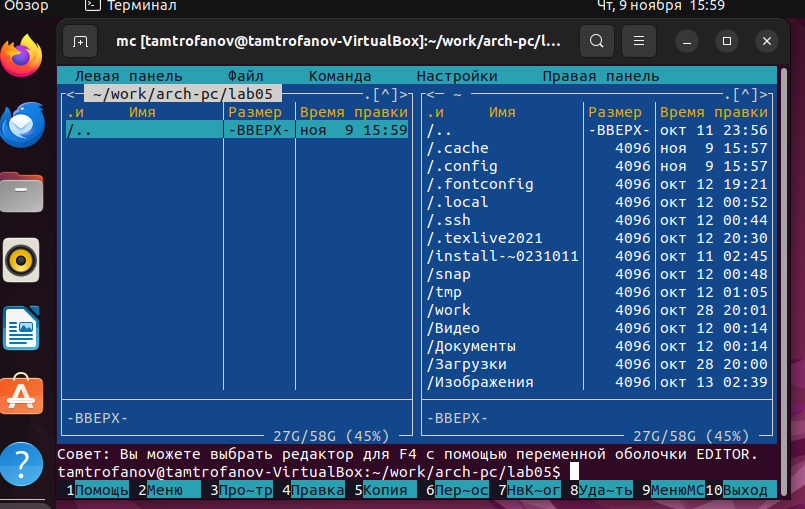 Обзор Терминал Чт, 9 ноября 15:59
mc [tamtrofanov@tamtrofanov-VirtualBox]:~/work/arch-pc/l...
Левая панель Файл Команда Настройки Правая панель
<─ ~/work/arch-pc/lab05 ─.[^]>
.и Имя Размер Время правки
/.. -ВВЕРХ- ноя 9 15:59
-ВВЕРХ-
27G/58G (45%)
<─ ~ ─.[^]>
.и Имя Размер Время правки
/.. -ВВЕРХ- окт 11 23:56
/.cache 4096 ноя 9 15:57
/.config 4096 ноя 9 15:57
/.fontconfig 4096 окт 12 19:21
/.local 4096 окт 12 00:52
/.ssh 4096 окт 12 00:44
/.texlive2021 4096 окт 12 20:30
/install-~0231011 4096 окт 11 02:45
/snap 4096 окт 12 00:48
/tmp 4096 окт 12 01:05
/work 4096 окт 28 20:01
/Видео 4096 окт 12 00:14
/Документы 4096 окт 12 00:14
/Загрузки 4096 окт 28 20:00
/Изображения 4096 окт 13 02:39
-ВВЕРХ-
27G/58G (45%)
Совет: Вы можете выбрать редактор для F4 с помощью переменной оболочки EDITOR.
tamtrofanov@tamtrofanov-VirtualBox:~/work/arch-pc/lab05$
1Помощь 2Меню 3Про~тр 4Правка 5Копия 6Пер~ос 7НвК~ог 8Уда~ть 9МенюMC 10Выход